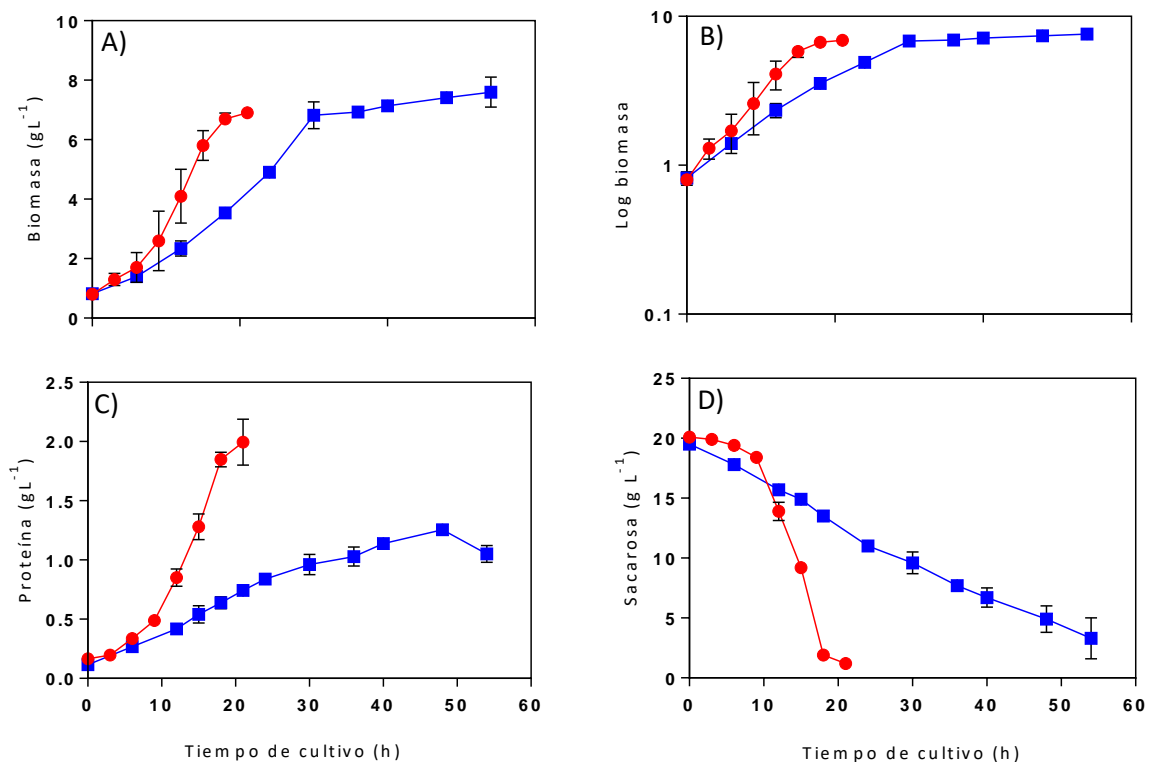 A)
Biomasa (gL⁻¹)
10
8
6
4
2
0
B)
Log biomasa
10
1
0.1
C)
Proteína (gL⁻¹)
2.5
2.0
1.5
1.0
0.5
0.0
0 10 20 30 40 50 60
Tiempo de cultivo (h)
D)
Sacarosa (g L⁻¹)
25
20
15
10
5
0
0 10 20 30 40 50 60
Tiempo de cultivo (h)